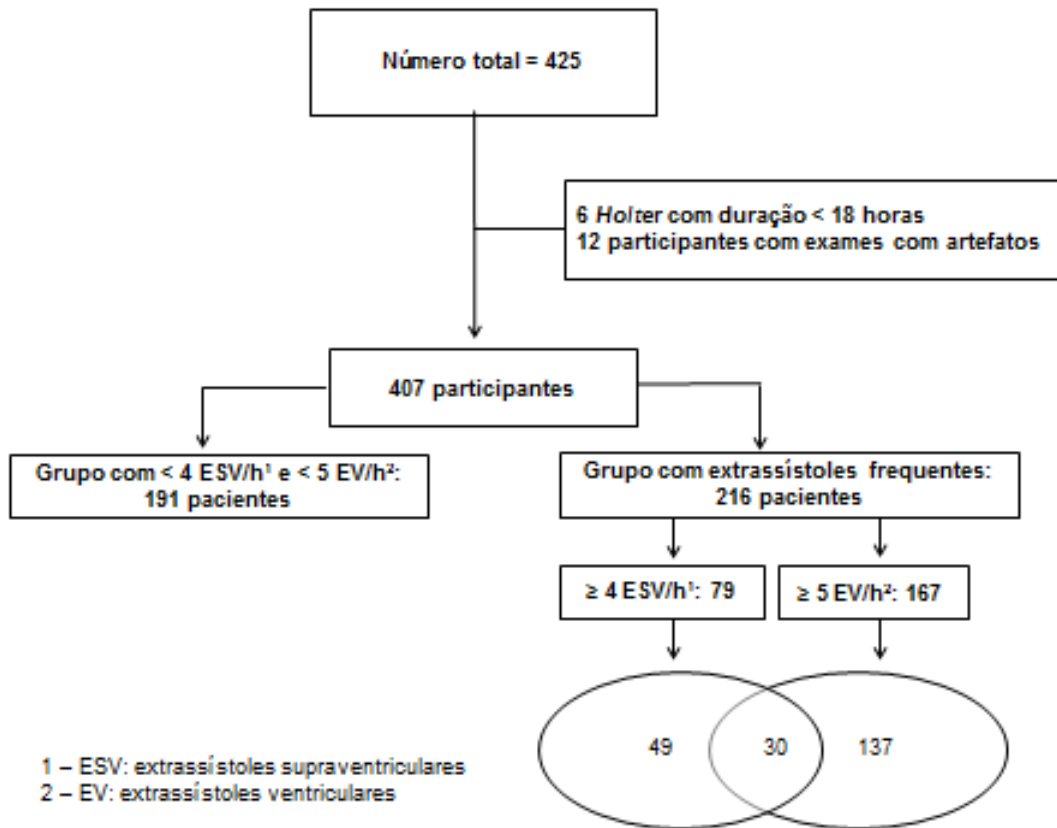 Número total = 425
6 Holter com duração < 18 horas
12 participantes com exames com artefatos
407 participantes
Grupo com < 4 ESV/h¹ e < 5 EV/h²:
191 pacientes
Grupo com extrassístoles frequentes:
216 pacientes
≥ 4 ESV/h¹: 79
≥ 5 EV/h²: 167
49
30
137
1 – ESV: extrassístoles supraventriculares
2 – EV: extrassístoles ventriculares